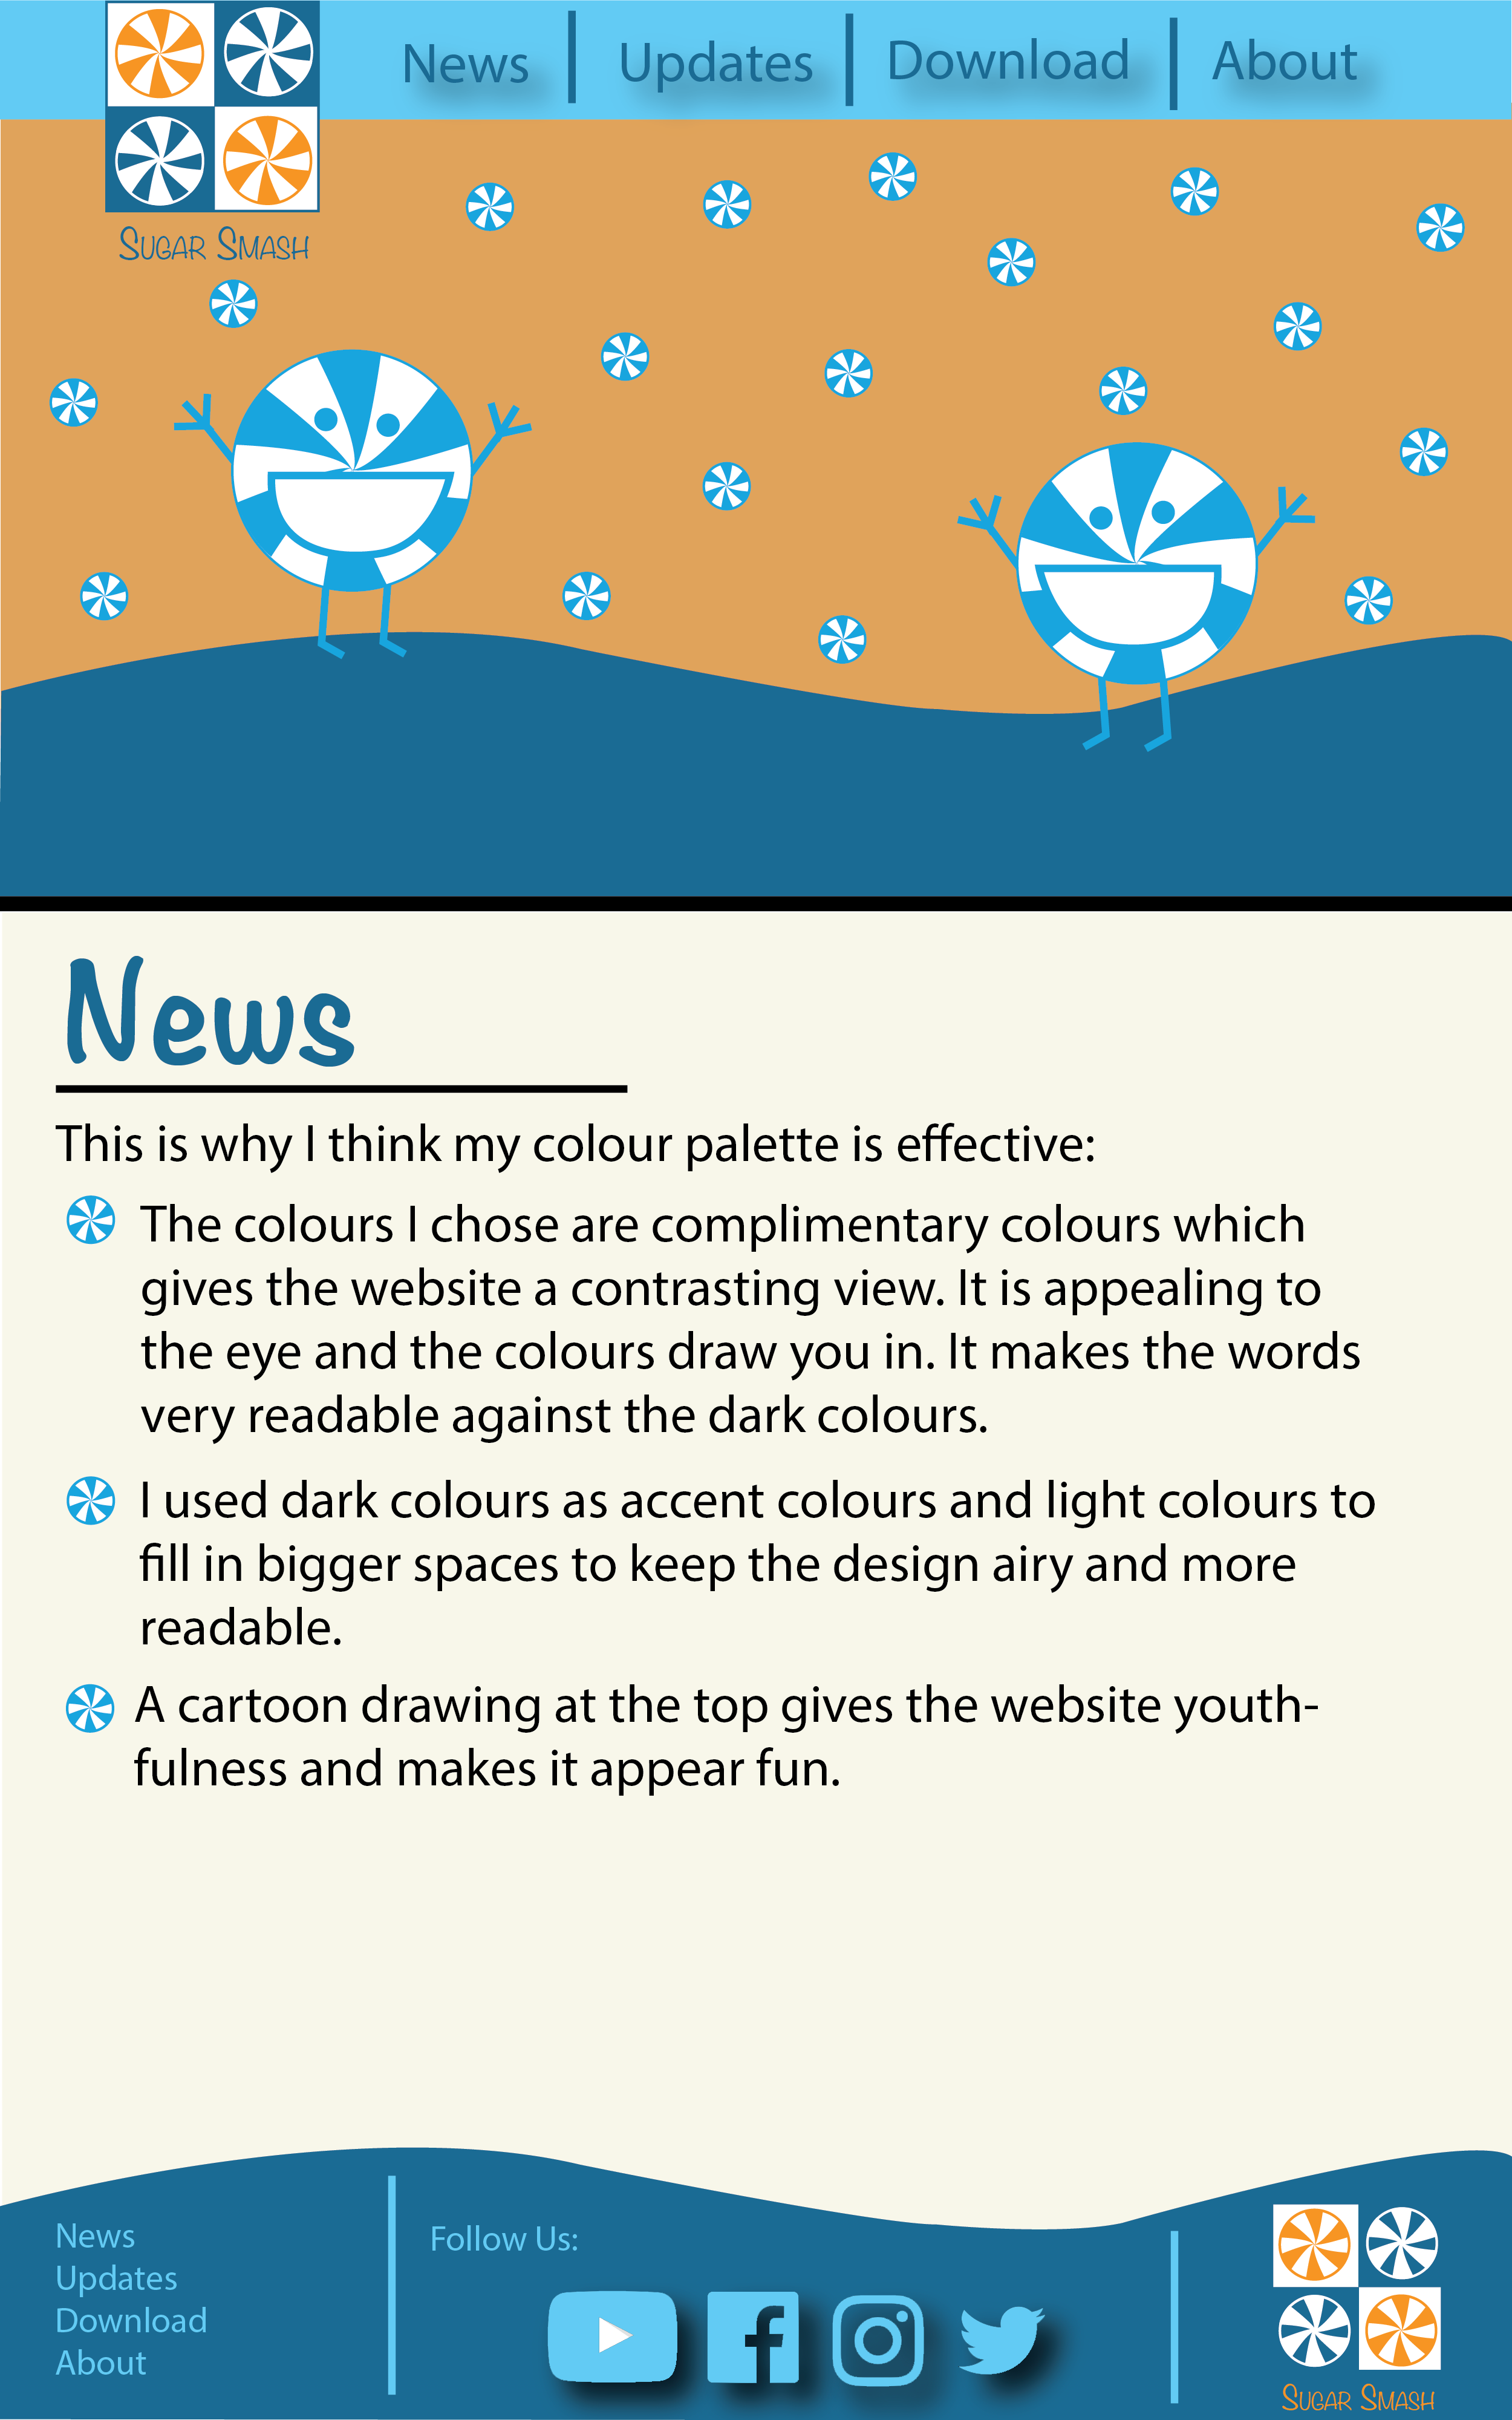 News Updates Download About
SUGAR SMASH
News
This is why I think my colour palette is effective:
The colours I chose are complimentary colours which
gives the website a contrasting view. It is appealing to
the eye and the colours draw you in. It makes the words
very readable against the dark colours.
I used dark colours as accent colours and light colours to
fill in bigger spaces to keep the design airy and more
readable.
A cartoon drawing at the top gives the website youth-
fulness and makes it appear fun.
News
Updates
Download
About
Follow Us:
SUGAR SMASH